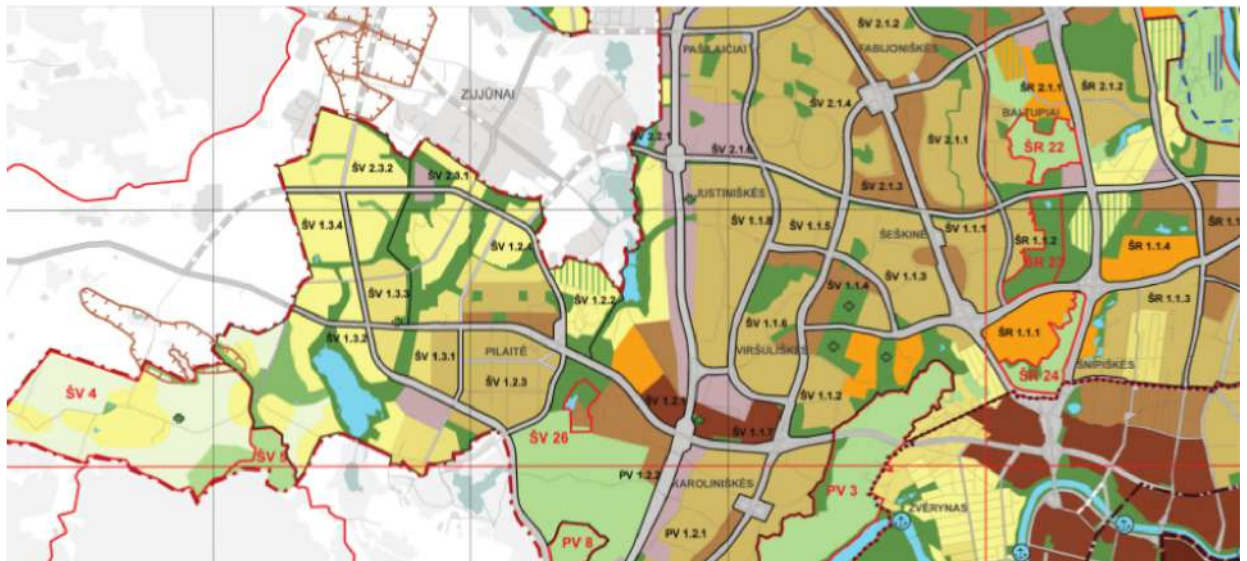 ŠV 2.1.2
PAŠILAIČIAI
FABIJONIŠKĖS
ZUJŪNAI
ŠV 2.1.4
ŠR 2.1.1
ŠR 2.1.2
BALTUPIAI
ŠV 2.2.1
ŠV 2.1.6
ŠV 2.1.1
ŠR 22
ŠV 2.3.2
ŠV 2.3.1
ŠV 2.1.3
JUSTINIŠKĖS
ŠV 1.3.4
ŠV 1.1.8
ŠV 1.1.5
ŠEŠKINĖ
ŠV 1.1.1
ŠR 1.1.2
ŠR 1.1.4
ŠR 23
ŠV 1.1.3
ŠV 1.1.4
ŠV 1.3.3
ŠV 1.2.2
ŠR 1.1.3
ŠV 1.3.2
ŠV 1.1.6
ŠR 1.1.1
ŠV 1.3.1
PILAITĖ
VIRŠULIŠKĖS
ŠV 1.2.3
ŠR 24
ŠNIPIŠKĖS
ŠV 4
ŠV 1.1.2
ŠV 26
ŠV 1.1.7
PV 1.2.2
KAROLINIŠKĖS
PV 3
ŽVĖRYNAS
PV 8
PV 1.2.1